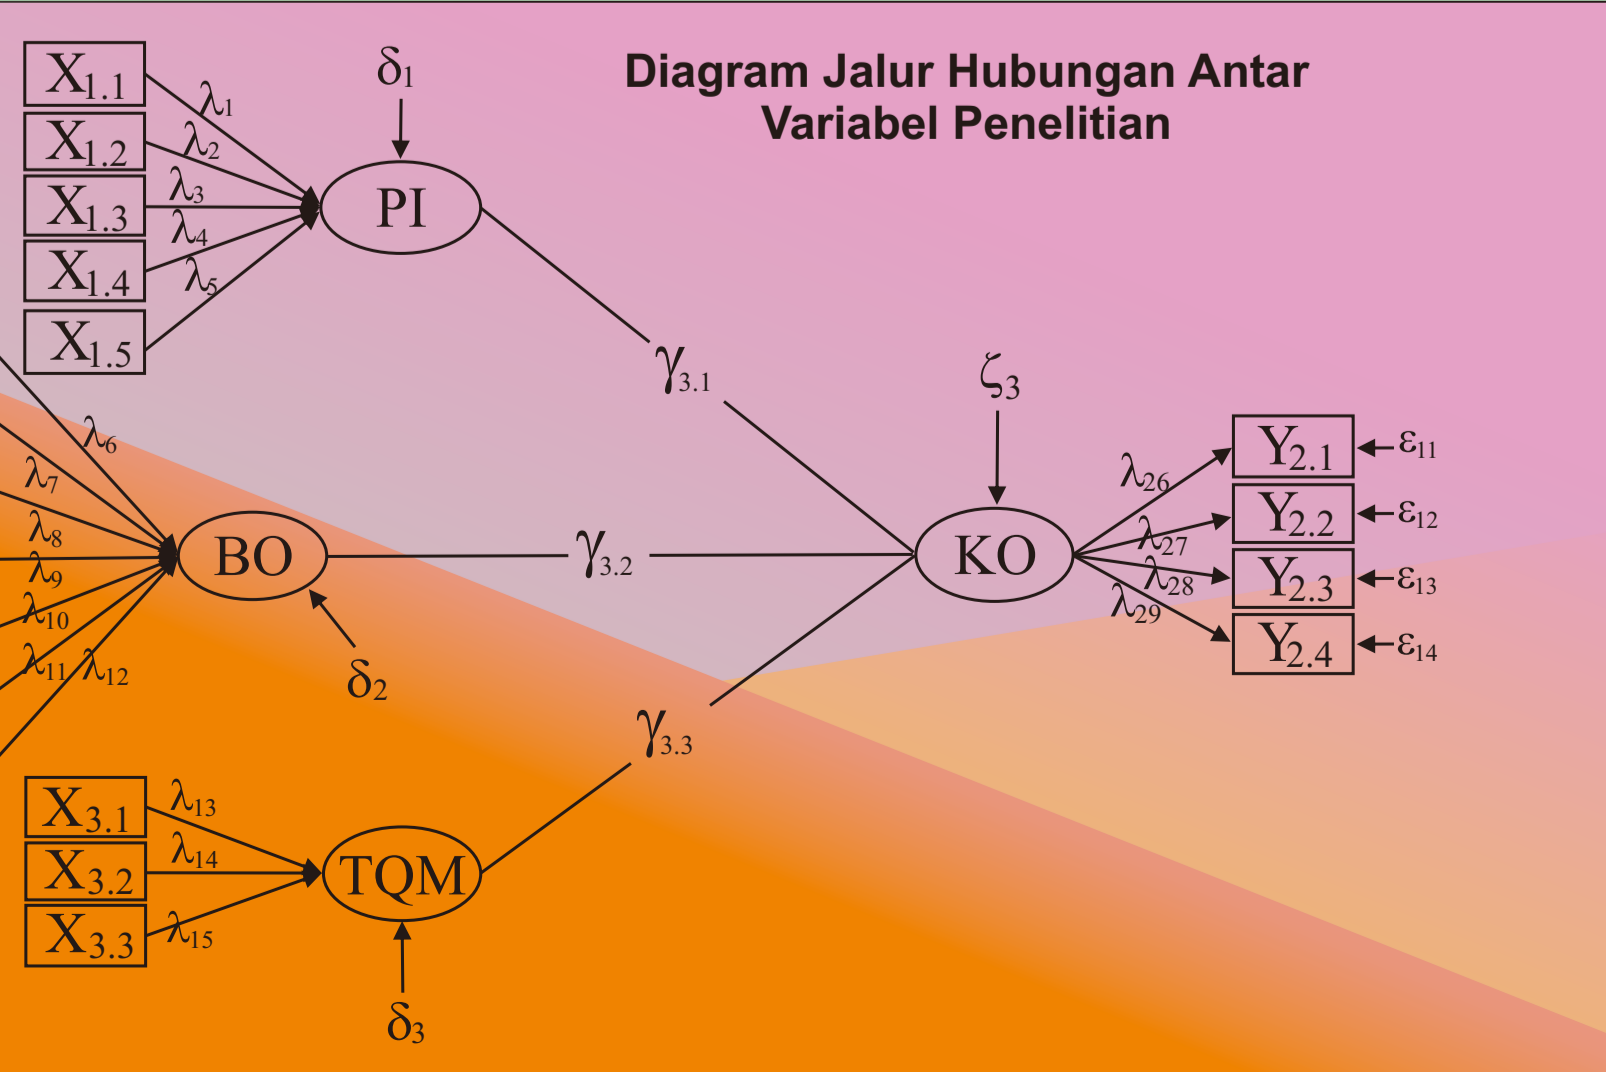 Diagram Jalur Hubungan Antar
Variabel Penelitian
X1.1
X1.2
X1.3
X1.4
X1.5
λ1
λ2
λ3
λ4
λ5
δ1
PI
γ3.1
λ6
λ7
λ8
λ9
λ10
λ11
λ12
BO
δ2
γ3.2
X3.1
X3.2
X3.3
λ13
λ14
λ15
TQM
δ3
γ3.3
ζ3
KO
λ26
λ27
λ28
λ29
Y2.1
ε11
Y2.2
ε12
Y2.3
ε13
Y2.4
ε14